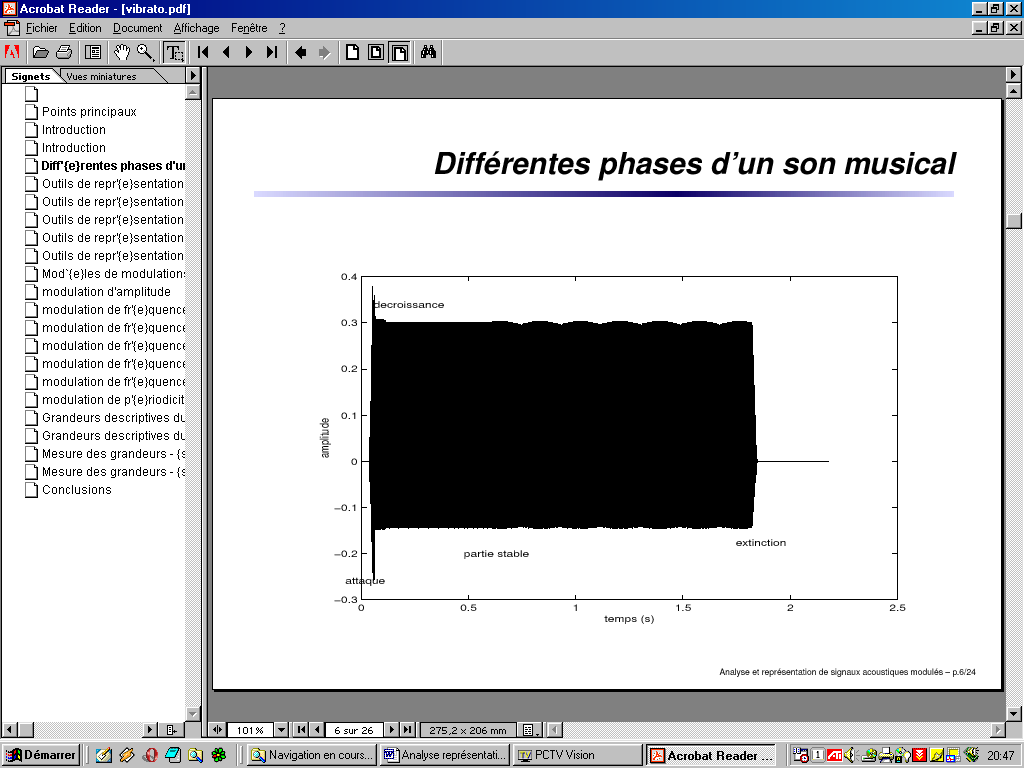 Acrobat Reader - [vibrato.pdf]
Fichier Edition Document Affichage Fenêtre ?
Signets Vues miniatures
Points principaux
Introduction
Introduction
Diff'{e}rentes phases d'un
Outils de repr'{e}sentation
Outils de repr'{e}sentation
Outils de repr'{e}sentation
Outils de repr'{e}sentation
Outils de repr'{e}sentation
Mod`{e}les de modulations
modulation d'amplitude
modulation de fr'{e}quence
modulation de fr'{e}quence
modulation de fr'{e}quence
modulation de fr'{e}quence
modulation de fr'{e}quence
modulation de p'{e}riodicit
Grandeurs descriptives du
Grandeurs descriptives du
Mesure des grandeurs - {s
Mesure des grandeurs - {s
Conclusions
Différentes phases d'un son musical
0.4
decroissance
0.3
0.2
0.1
amplitude
0
−0.1
extinction
−0.2
partie stable
attaque
−0.3
0 0.5 1 1.5 2 2.5
temps (s)
Analyse et représentation de signaux acoustiques modulés – p.6/24
101% 6 sur 26 275,2 x 206 mm
Démarrer Navigation en cours... Analyse représentati... PCTV Vision Acrobat Reader ... 20:47